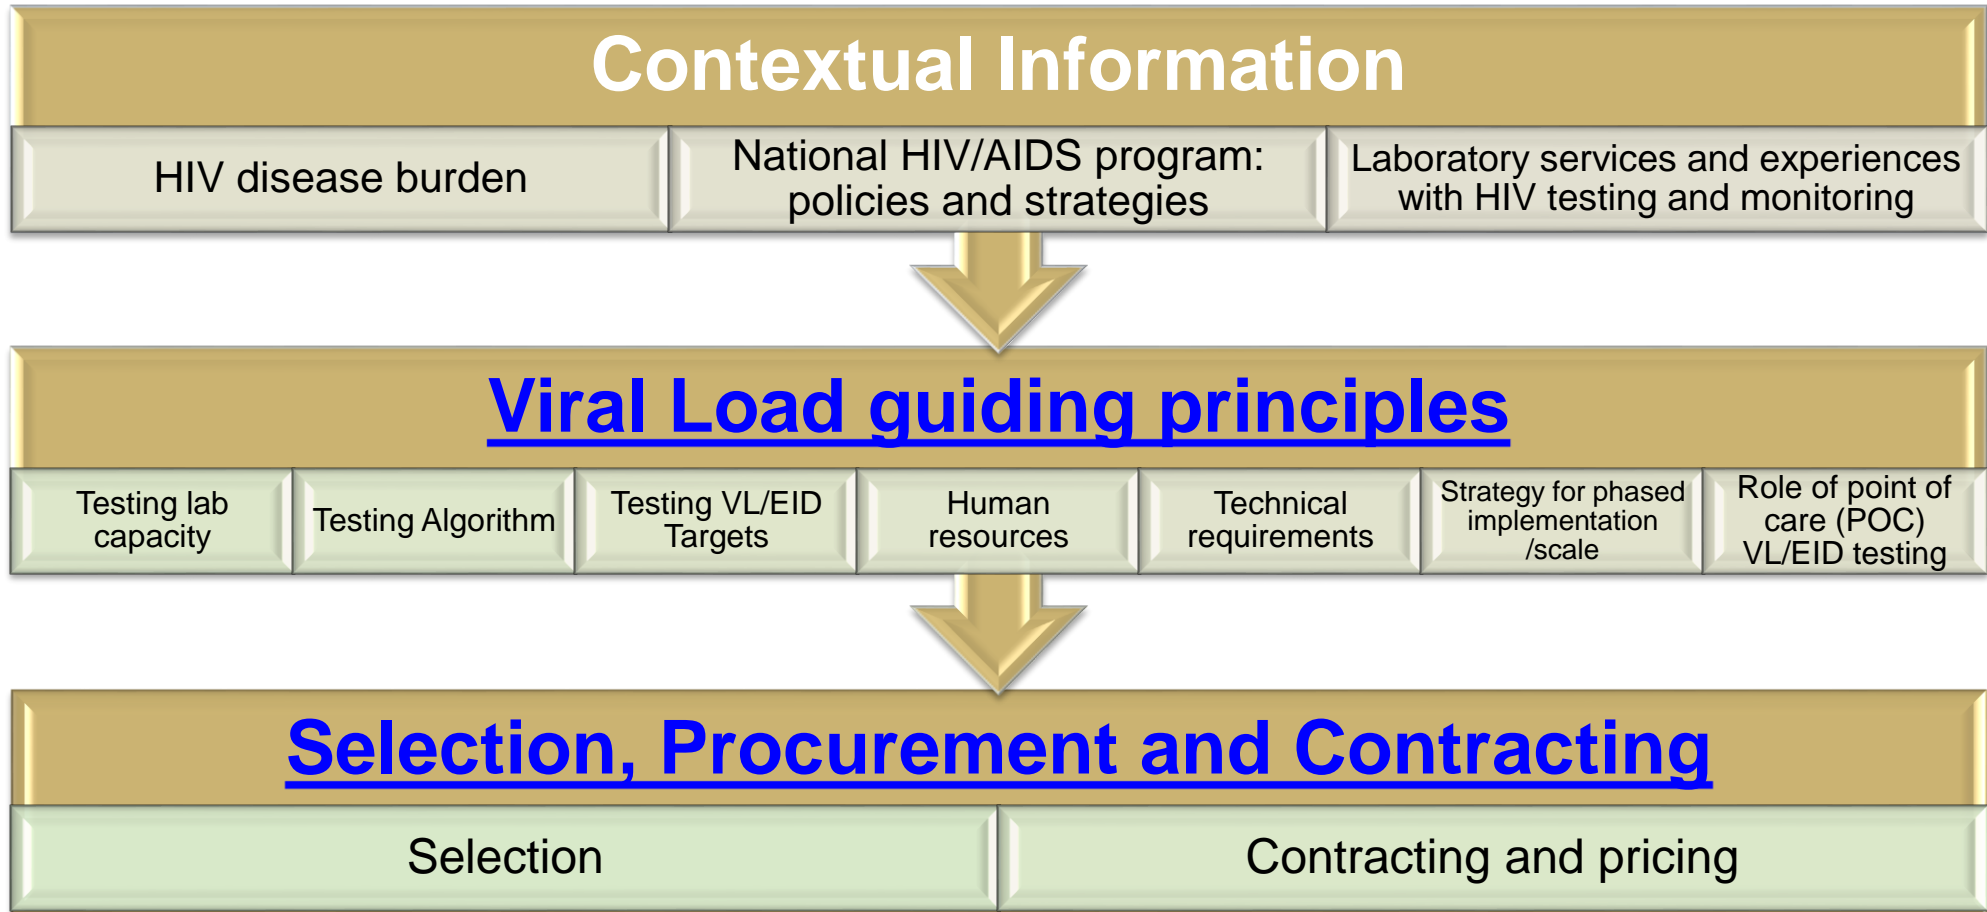 Contextual Information
HIV disease burden
National HIV/AIDS program:
policies and strategies
Laboratory services and experiences
with HIV testing and monitoring
Viral Load guiding principles
Testing lab
capacity
Testing Algorithm
Testing VL/EID
Targets
Human
resources
Technical
requirements
Strategy for phased
implementation
/scale
Role of point of
care (POC)
VL/EID testing
Selection, Procurement and Contracting
Selection
Contracting and pricing